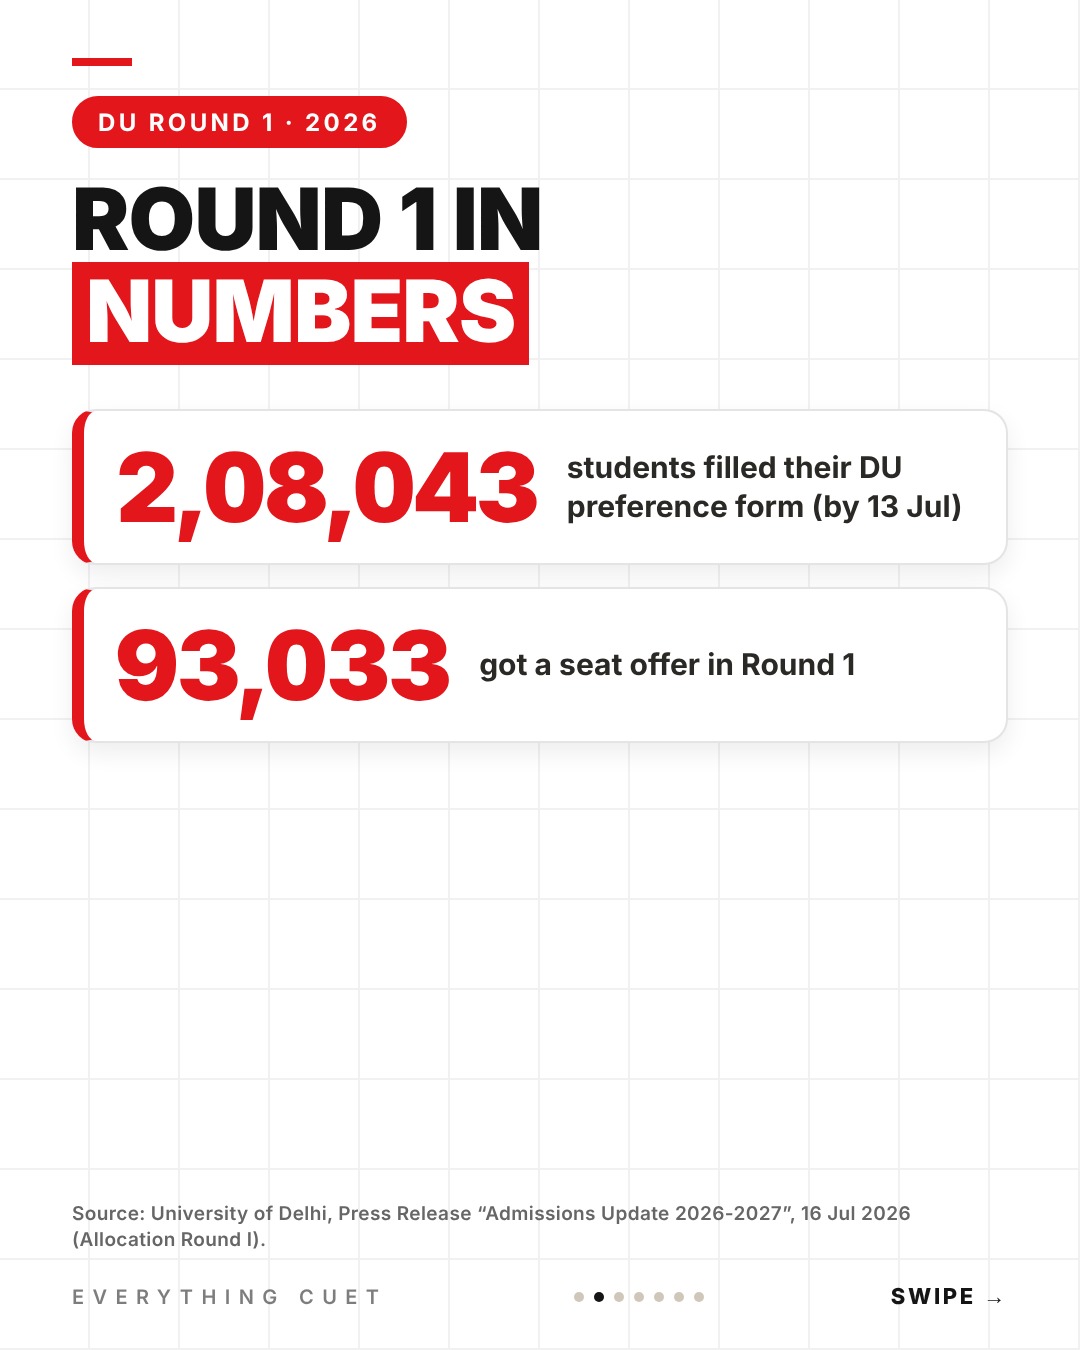 DU ROUND 1 · 2026
ROUND 1 IN
NUMBERS
2,08,043
students filled their DU
preference form (by 13 Jul)
93,033
got a seat offer in Round 1
Source: University of Delhi, Press Release “Admissions Update 2026-2027”, 16 Jul 2026
(Allocation Round I).
EVERYTHING CUET
SWIPE →